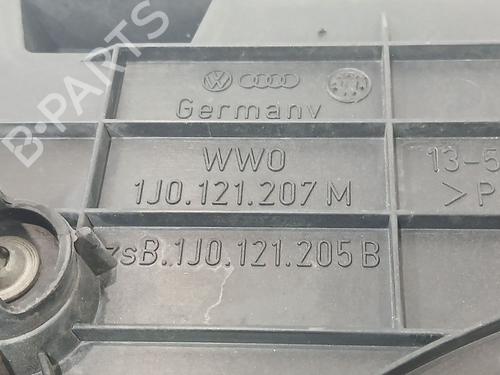 Germany
WWO
1J0.121.207 M
13-5
>P
zsB.1J0.121.205 B
B-PARTS